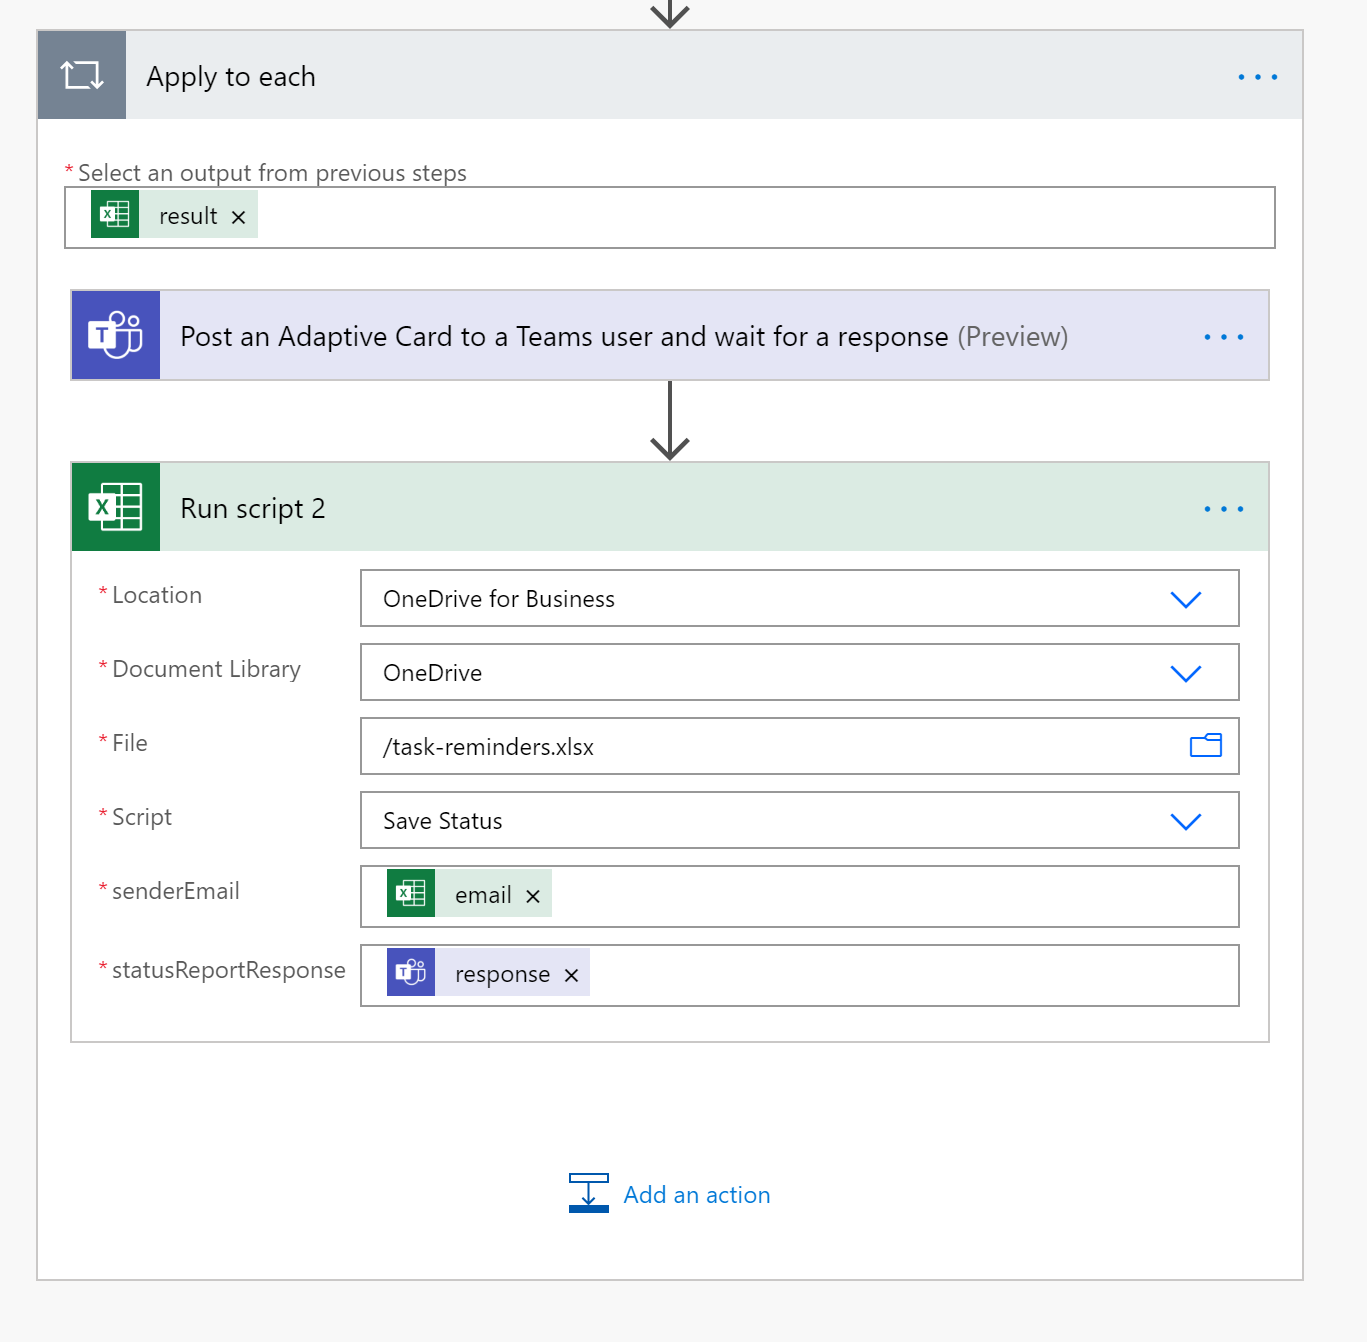 Apply to each
* Select an output from previous steps
result ×
Post an Adaptive Card to a Teams user and wait for a response (Preview)
Run script 2
* Location OneDrive for Business
* Document Library OneDrive
* File /task-reminders.xlsx
* Script Save Status
* senderEmail email ×
* statusReportResponse response ×
Add an action